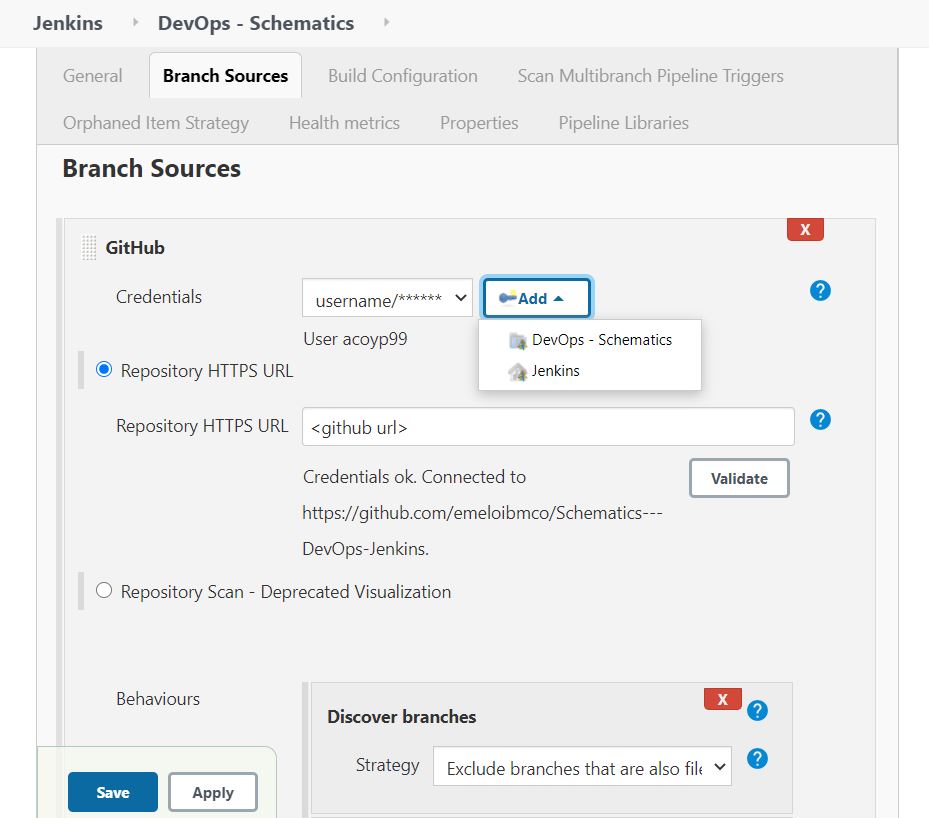 Jenkins DevOps - Schematics
General Branch Sources Build Configuration Scan Multibranch Pipeline Triggers
Orphaned Item Strategy Health metrics Properties Pipeline Libraries
Branch Sources
X
GitHub
Credentials username/****** Add ?
User acoyp99
DevOps - Schematics
Jenkins
Repository HTTPS URL
Repository HTTPS URL <github url> ?
Credentials ok. Connected to Validate
https://github.com/emeloibmco/Schematics---
DevOps-Jenkins.
Repository Scan - Deprecated Visualization
Behaviours
X
Discover branches ?
Strategy Exclude branches that are also file ?
Save Apply